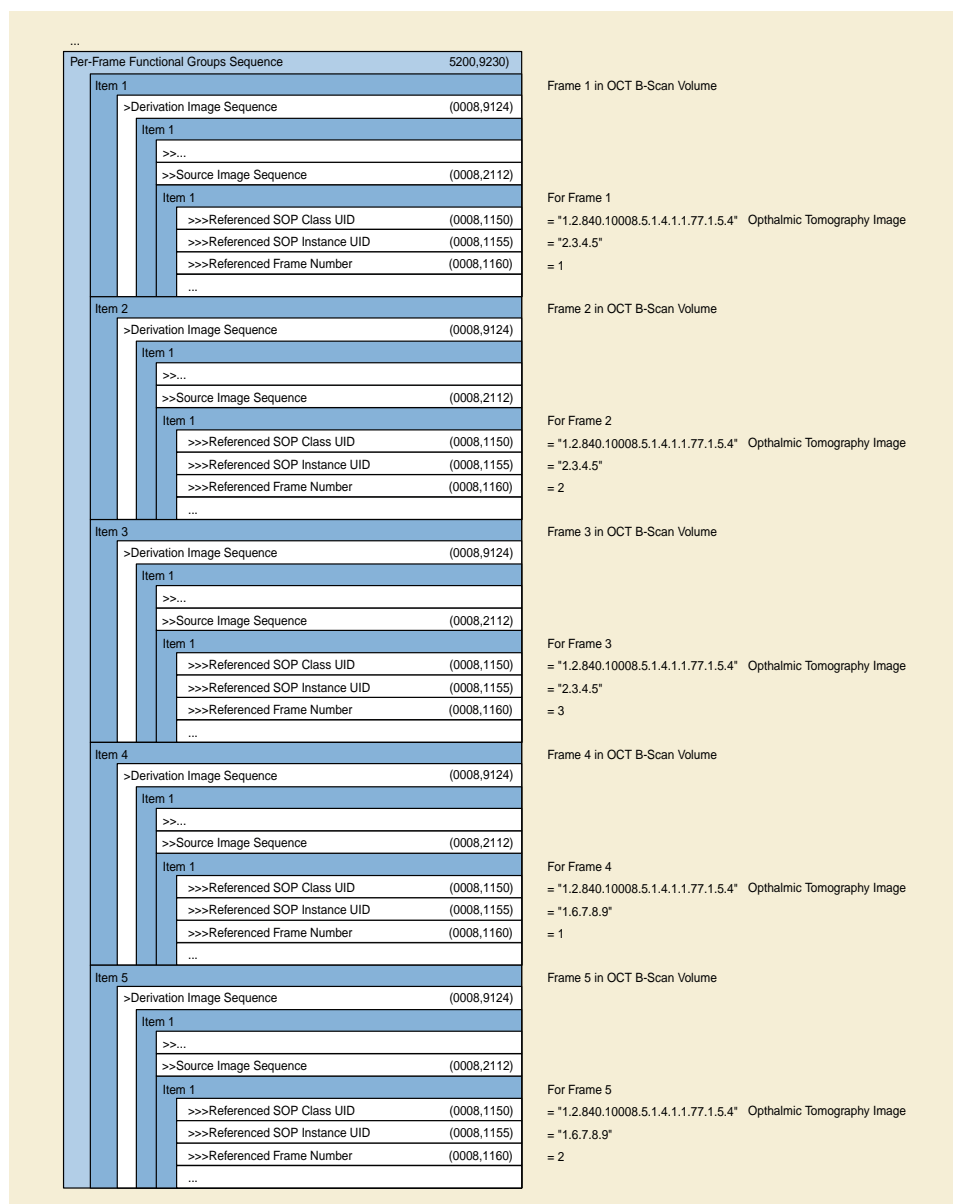 ...
Per-Frame Functional Groups Sequence 5200,9230)
Item 1 Frame 1 in OCT B-Scan Volume
>Derivation Image Sequence (0008,9124)
Item 1
>>...
>>Source Image Sequence (0008,2112)
Item 1 For Frame 1
>>>Referenced SOP Class UID (0008,1150) = "1.2.840.10008.5.1.4.1.1.77.1.5.4" Opthalmic Tomography Image
>>>Referenced SOP Instance UID (0008,1155) = "2.3.4.5"
>>>Referenced Frame Number (0008,1160) = 1
...
Item 2 Frame 2 in OCT B-Scan Volume
>Derivation Image Sequence (0008,9124)
Item 1
>>...
>>Source Image Sequence (0008,2112)
Item 1 For Frame 2
>>>Referenced SOP Class UID (0008,1150) = "1.2.840.10008.5.1.4.1.1.77.1.5.4" Opthalmic Tomography Image
>>>Referenced SOP Instance UID (0008,1155) = "2.3.4.5"
>>>Referenced Frame Number (0008,1160) = 2
...
Item 3 Frame 3 in OCT B-Scan Volume
>Derivation Image Sequence (0008,9124)
Item 1
>>...
>>Source Image Sequence (0008,2112)
Item 1 For Frame 3
>>>Referenced SOP Class UID (0008,1150) = "1.2.840.10008.5.1.4.1.1.77.1.5.4" Opthalmic Tomography Image
>>>Referenced SOP Instance UID (0008,1155) = "2.3.4.5"
>>>Referenced Frame Number (0008,1160) = 3
...
Item 4 Frame 4 in OCT B-Scan Volume
>Derivation Image Sequence (0008,9124)
Item 1
>>...
>>Source Image Sequence (0008,2112)
Item 1 For Frame 4
>>>Referenced SOP Class UID (0008,1150) = "1.2.840.10008.5.1.4.1.1.77.1.5.4" Opthalmic Tomography Image
>>>Referenced SOP Instance UID (0008,1155) = "1.6.7.8.9"
>>>Referenced Frame Number (0008,1160) = 1
...
Item 5 Frame 5 in OCT B-Scan Volume
>Derivation Image Sequence (0008,9124)
Item 1
>>...
>>Source Image Sequence (0008,2112)
Item 1 For Frame 5
>>>Referenced SOP Class UID (0008,1150) = "1.2.840.10008.5.1.4.1.1.77.1.5.4" Opthalmic Tomography Image
>>>Referenced SOP Instance UID (0008,1155) = "1.6.7.8.9"
>>>Referenced Frame Number (0008,1160) = 2
...